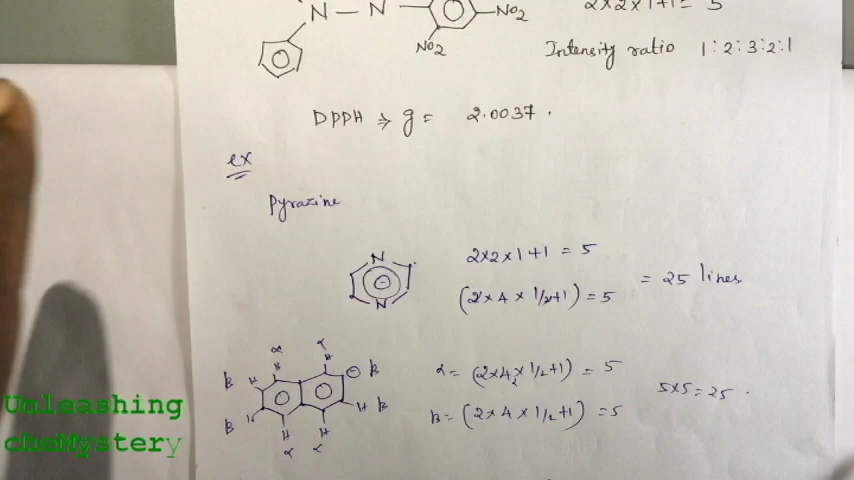 N — N
NO2
NO2
2×2×1+1= 5
Intensity ratio 1:2:3:2:1
DPPH ⇒ g = 2.0037.
ex
Pyrazine
N
N
2×2×1+1 = 5
(2×4×1/2+1) = 5
= 25 lines
α α
H H
B H B
α = (2×4×1/2+1) = 5
5×5=25
B H H B
B = (2×4×1/2+1) = 5
H H
α α
Unleashing
cheMystery